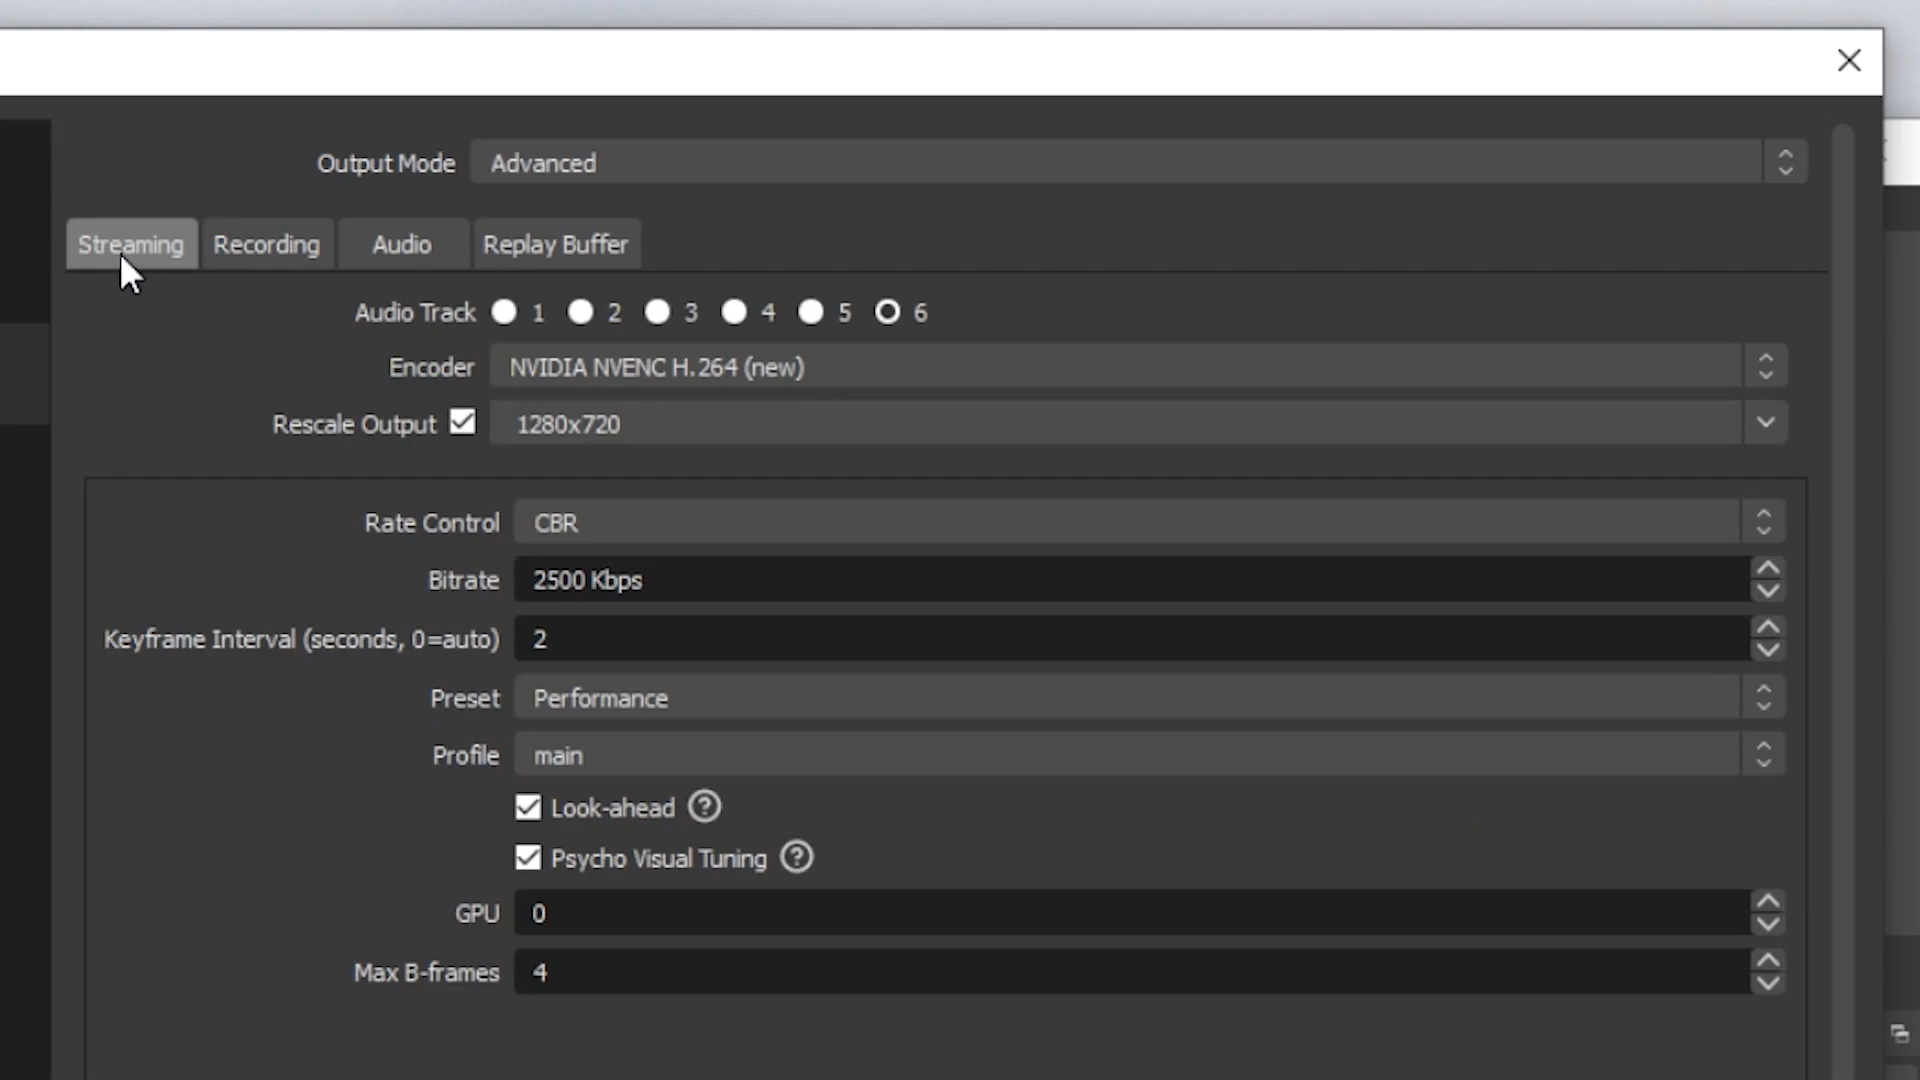 Output Mode Advanced
Streaming Recording Audio Replay Buffer
Audio Track 1 2 3 4 5 6
Encoder NVIDIA NVENC H.264 (new)
Rescale Output 1280x720
Rate Control CBR
Bitrate 2500 Kbps
Keyframe Interval (seconds, 0=auto) 2
Preset Performance
Profile main
Look-ahead ?
Psycho Visual Tuning ?
GPU 0
Max B-frames 4